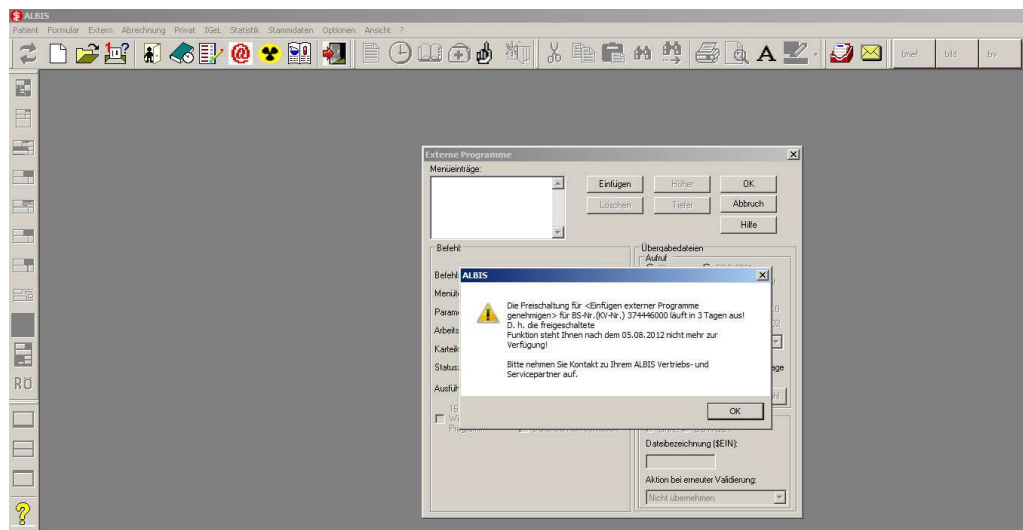 ALBIS
Patient Formular Extern Abrechnung Privat IGeL Statistik Stammdaten Optionen Ansicht ?
brief bild bv
Externe Programme
Menüeinträge:
Einfügen Höher OK
Löschen Tiefer Abbruch
Hilfe
Befehl: Übergabedateien
Aufruf
ALBIS
Die Freischaltung für <Einfügen externer Programme
genehmigen> für BS-Nr.(KV-Nr.) 374446000 läuft in 3 Tagen aus!
D. h. die freigeschaltete
Funktion steht Ihnen nach dem 05.08.2012 nicht mehr zur
Verfügung!
Bitte nehmen Sie Kontakt zu Ihrem ALBIS Vertriebs- und
Servicepartner auf.
OK
Befehl
Status:
16
RÖ
Dateibezeichnung ($EIN):
Aktion bei erneuter Validierung:
Nicht übernehmen